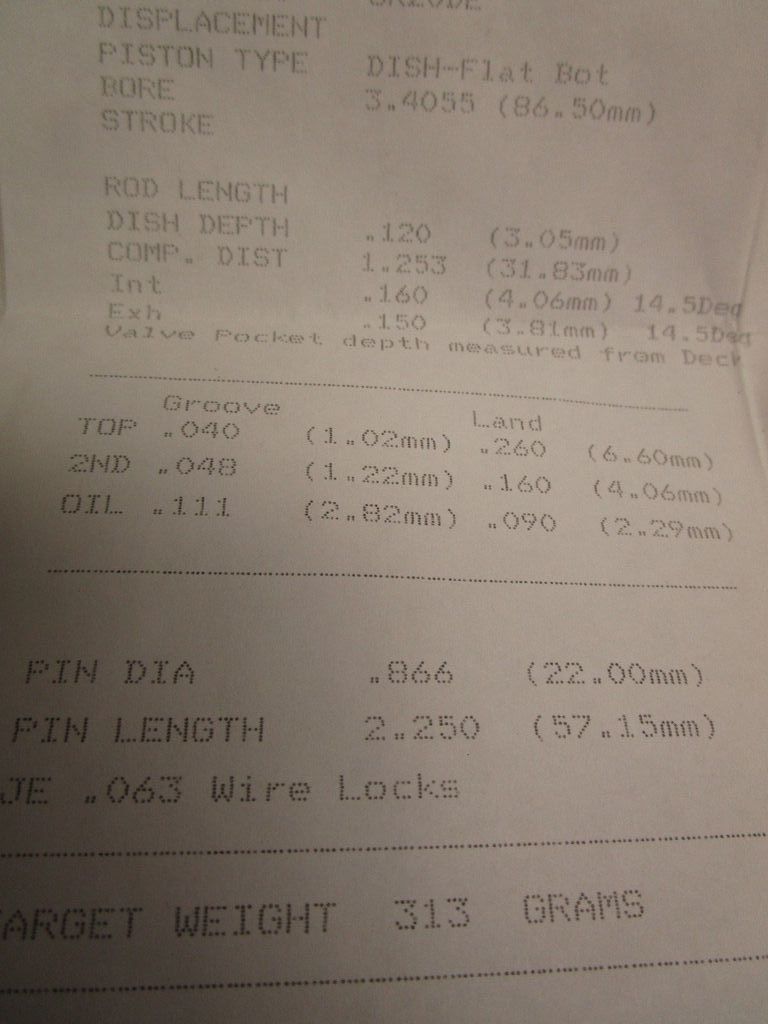 DISPLACEMENT
PISTON TYPE DISH-Flat Bot
BORE 3.4055 (86.50mm)
STROKE
ROD LENGTH
DISH DEPTH .120 (3.05mm)
COMP. DIST 1.253 (31.83mm)
Int .160 (4.06mm) 14.5Deg
Exh .150 (3.81mm) 14.5Deg
Valve Pocket depth measured from Deck
Groove Land
TOP .040 (1.02mm) .260 (6.60mm)
2ND .048 (1.22mm) .160 (4.06mm)
OIL .111 (2.82mm) .090 (2.29mm)
PIN DIA .866 (22.00mm)
PIN LENGTH 2.250 (57.15mm)
JE .063 Wire Locks
ARGET WEIGHT 313 GRAMS